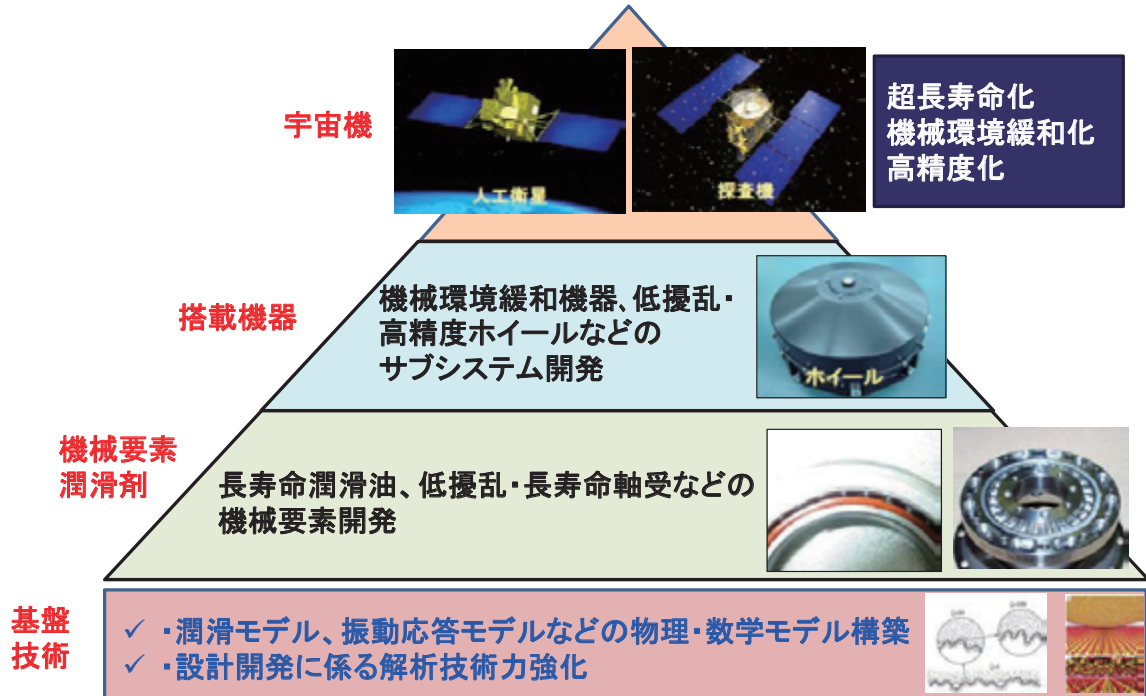 宇宙機
人工衛星
探査機
超長寿命化
機械環境緩和化
高精度化
搭載機器
機械環境緩和機器、低擾乱・
高精度ホイールなどの
サブシステム開発
ホイール
機械要素
潤滑剤
長寿命潤滑油、低擾乱・長寿命軸受などの
機械要素開発
基盤
技術
✓ ・潤滑モデル、振動応答モデルなどの物理・数学モデル構築
✓ ・設計開発に係る解析技術力強化